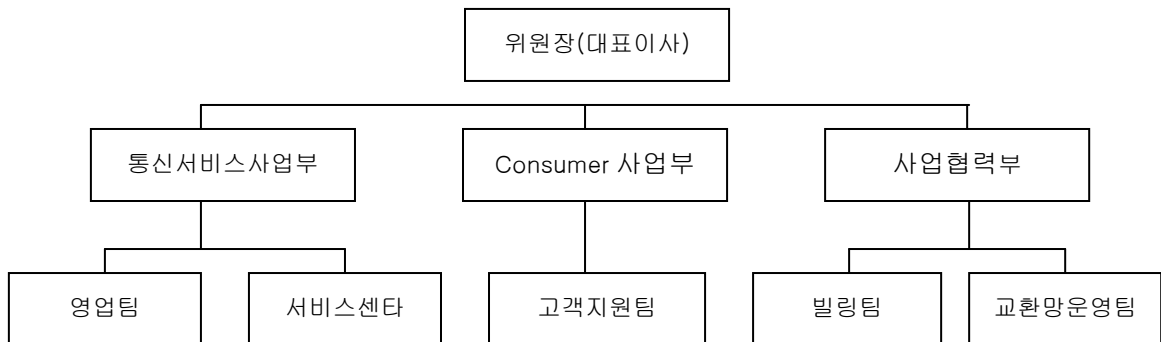 위원장(대표이사)
통신서비스사업부
Consumer 사업부
사업협력부
영업팀
서비스센타
고객지원팀
빌링팀
교환망운영팀